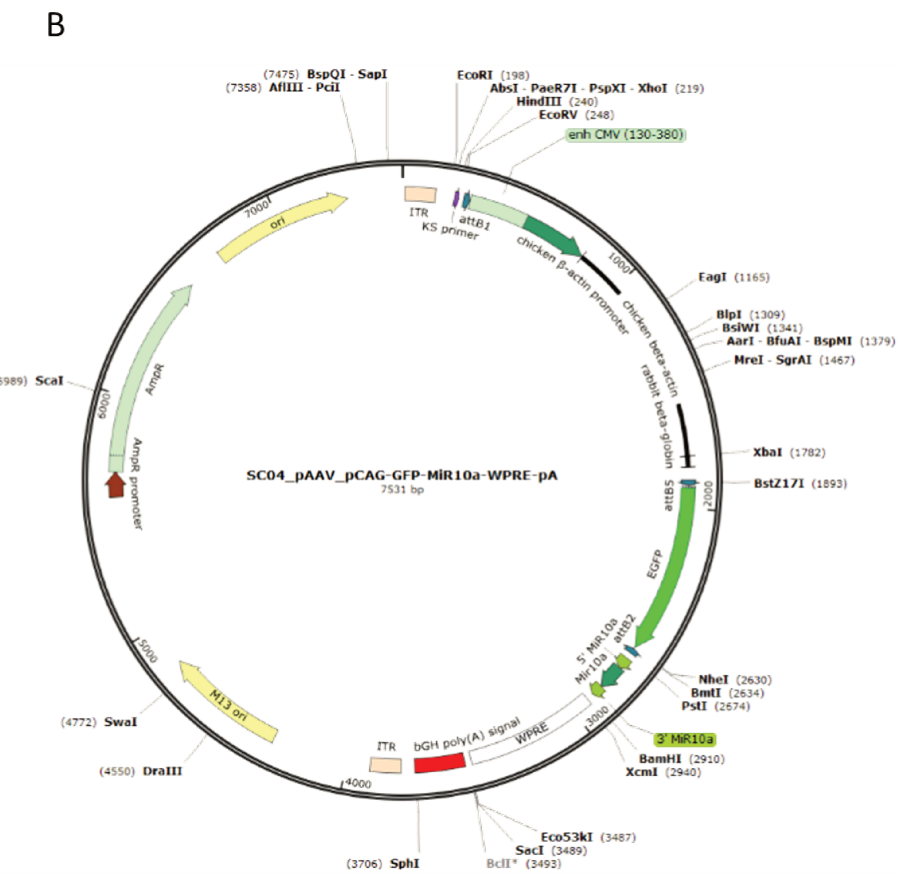 B
(7475) BspQI - SapI
(7358) AflIII - PciI
EcoRI (198)
AbsI - PaeR7I - PspXI - XhoI (219)
HindIII (240)
EcoRV (248)
enh CMV (130-380)
EagI (1165)
BlpI (1309)
BsiWI (1341)
AarI - BfuAI - BspMI (1379)
MreI - SgrAI (1467)
XbaI (1782)
BstZ17I (1893)
NheI (2630)
BmtI (2634)
PstI (2674)
3' MiR10a
BamHI (2910)
XcmI (2940)
Eco53kI (3487)
SacI (3489)
BclI* (3493)
(3706) SphI
(4550) DraIII
(4772) SwaI
5989) ScaI
ITR
KS primer
attB1
chicken β-actin promoter
1000
chicken beta-actin
rabbit beta-globin
attB5
2000
EGFP
attB2
5' MiR10a
Mir10a
3000
WPRE
bGH poly(A) signal
ITR
4000
M13 ori
5000
AmpR promoter
AmpR
6000
ori
7000
SC04_pAAV_pCAG-GFP-MiR10a-WPRE-pA
7531 bp